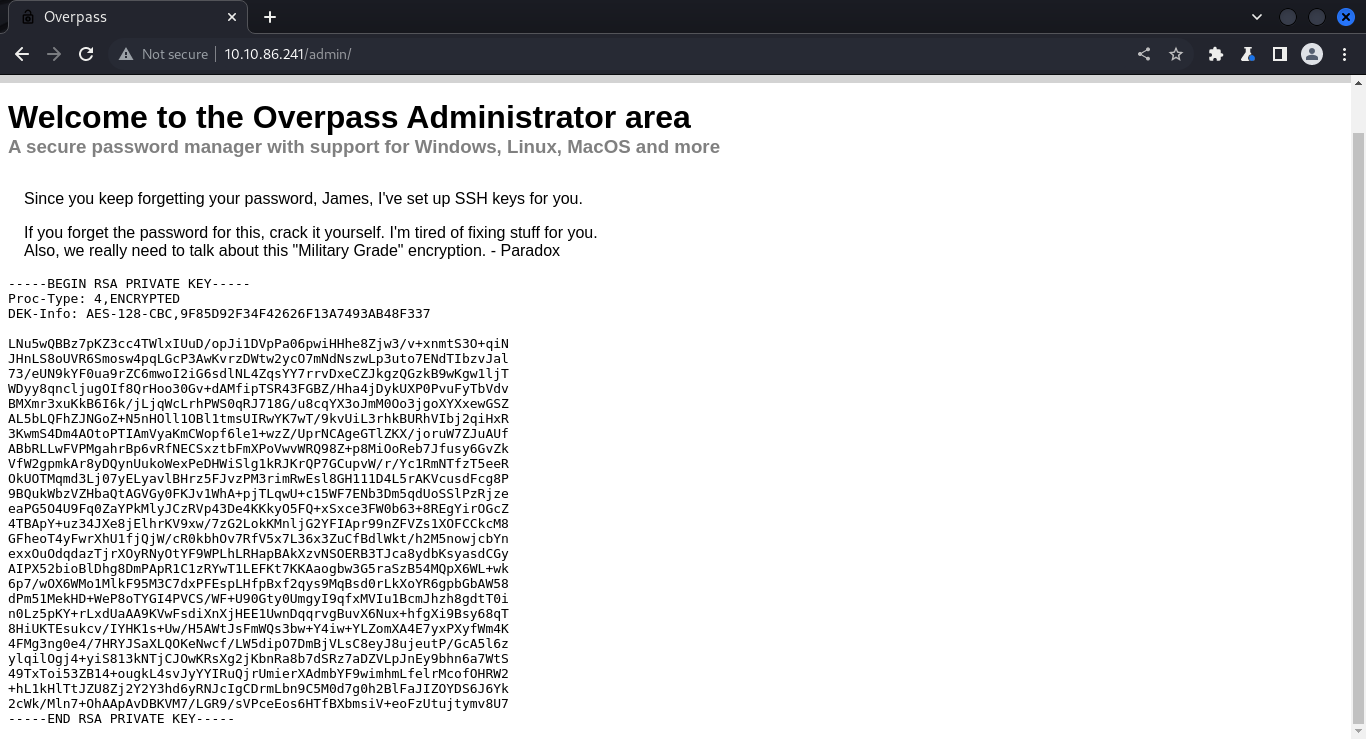 Overpass
Not secure 10.10.86.241/admin/
Welcome to the Overpass Administrator area
A secure password manager with support for Windows, Linux, MacOS and more
Since you keep forgetting your password, James, I've set up SSH keys for you.
If you forget the password for this, crack it yourself. I'm tired of fixing stuff for you.
Also, we really need to talk about this "Military Grade" encryption. - Paradox
-----BEGIN RSA PRIVATE KEY-----
Proc-Type: 4,ENCRYPTED
DEK-Info: AES-128-CBC,9F85D92F34F42626F13A7493AB48F337
LNu5wQBBz7pKZ3cc4TWlxIUuD/opJi1DVpPa06pwiHHhe8Zjw3/v+xnmtS3O+qiN
JHnLS8oUVR6Smosw4pqLGcP3AwKvrzDWtw2ycO7mNdNszwLp3uto7ENdTIbzvJal
73/eUN9kYF0ua9rZC6mwoI2iG6sdlNL4ZqsYY7rrvDxeCZJkgzQGzkB9wKgw1ljT
WDyy8qncljugOIf8QrHoo30Gv+dAMfipTSR43FGBZ/Hha4jDykUXP0PvuFyTbVdv
BMXmr3xuKkB6I6k/jLjqWcLrhPWS0qRJ718G/u8cqYX3oJmM0Oo3jgoXYXxewGSZ
AL5bLQFhZJNGoZ+N5nHOll1OBl1tmsUIRwYK7wT/9kvUiL3rhkBURhVIbj2qiHxR
3KwmS4Dm4AOtoPTIAmVyaKmCWopf6le1+wzZ/UprNCAgeGTlZKX/joruW7ZJuAUf
ABbRLLwFVPMgahrBp6vRfNECSxztbFmXPoVwvWRQ98Z+p8MiOoReb7Jfusy6GvZk
VfW2gpmkAr8yDQynUukoWexPeDHWiSlg1kRJKrQP7GCupvW/r/Yc1RmNTfzT5eeR
OkUOTMqmd3Lj07yELyavlBHrz5FJvzPM3rimRwEsl8GH111D4L5rAKVcusdFcg8P
9BQukWbzVZHbaQtAGVGy0FKJv1WhA+pjTLqwU+c15WF7ENb3Dm5qdUoSSlPzRjze
eaPG5O4U9Fq0ZaYPkMlyJCzRVp43De4KKkyO5FQ+xSxce3FW0b63+8REgYirOGcZ
4TBApY+uz34JXe8jElhrKV9xw/7zG2LokKMnljG2YFIApr99nZFVZs1XOFCCkcM8
GFheoT4yFwrXhU1fjQjW/cR0kbhOv7RfV5x7L36x3ZuCfBdlWkt/h2M5nowjcbYn
exxOuOdqdazTjrXOyRNyOtYF9WPLhLRHapBAkXzvNSOERB3TJca8ydbKsyasdCGy
AIPX52bioBlDhg8DmPApR1C1zRYwT1LEFKt7KKAaogbw3G5raSzB54MQpX6WL+wk
6p7/wOX6WMo1MlkF95M3C7dxPFEspLHfpBxf2qys9MqBsd0rLkXoYR6gpbGbAW58
dPm51MekHD+WeP8oTYGI4PVCS/WF+U90Gty0UmgyI9qfxMVIu1BcmJhzh8gdtT0i
n0Lz5pKY+rLxdUaAA9KVwFsdiXnXjHEE1UwnDqqrvgBuvX6Nux+hfgXi9Bsy68qT
8HiUKTEsukcv/IYHK1s+Uw/H5AWtJsFmWQs3bw+Y4iw+YLZomXA4E7yxPXyfWm4K
4FMg3ng0e4/7HRYJSaXLQOKeNwcf/LW5dipO7DmBjVLsC8eyJ8ujeutP/GcA5l6z
ylqilOgj4+yiS813kNTjCJOwKRsXg2jKbnRa8b7dSRz7aDZVLpJnEy9bhn6a7WtS
49TxToi53ZB14+ougkL4svJyYYIRuQjrUmierXAdmbYF9wimhmLfelrMcofOHRW2
+hL1kHlTtJZU8Zj2Y2Y3hd6yRNJcIgCDrmLbn9C5M0d7g0h2BlFaJIZOYDS6J6Yk
2cWk/Mln7+OhAApAvDBKVM7/LGR9/sVPceEos6HTfBXbmsiV+eoFzUtujtymv8U7
-----END RSA PRIVATE KEY-----